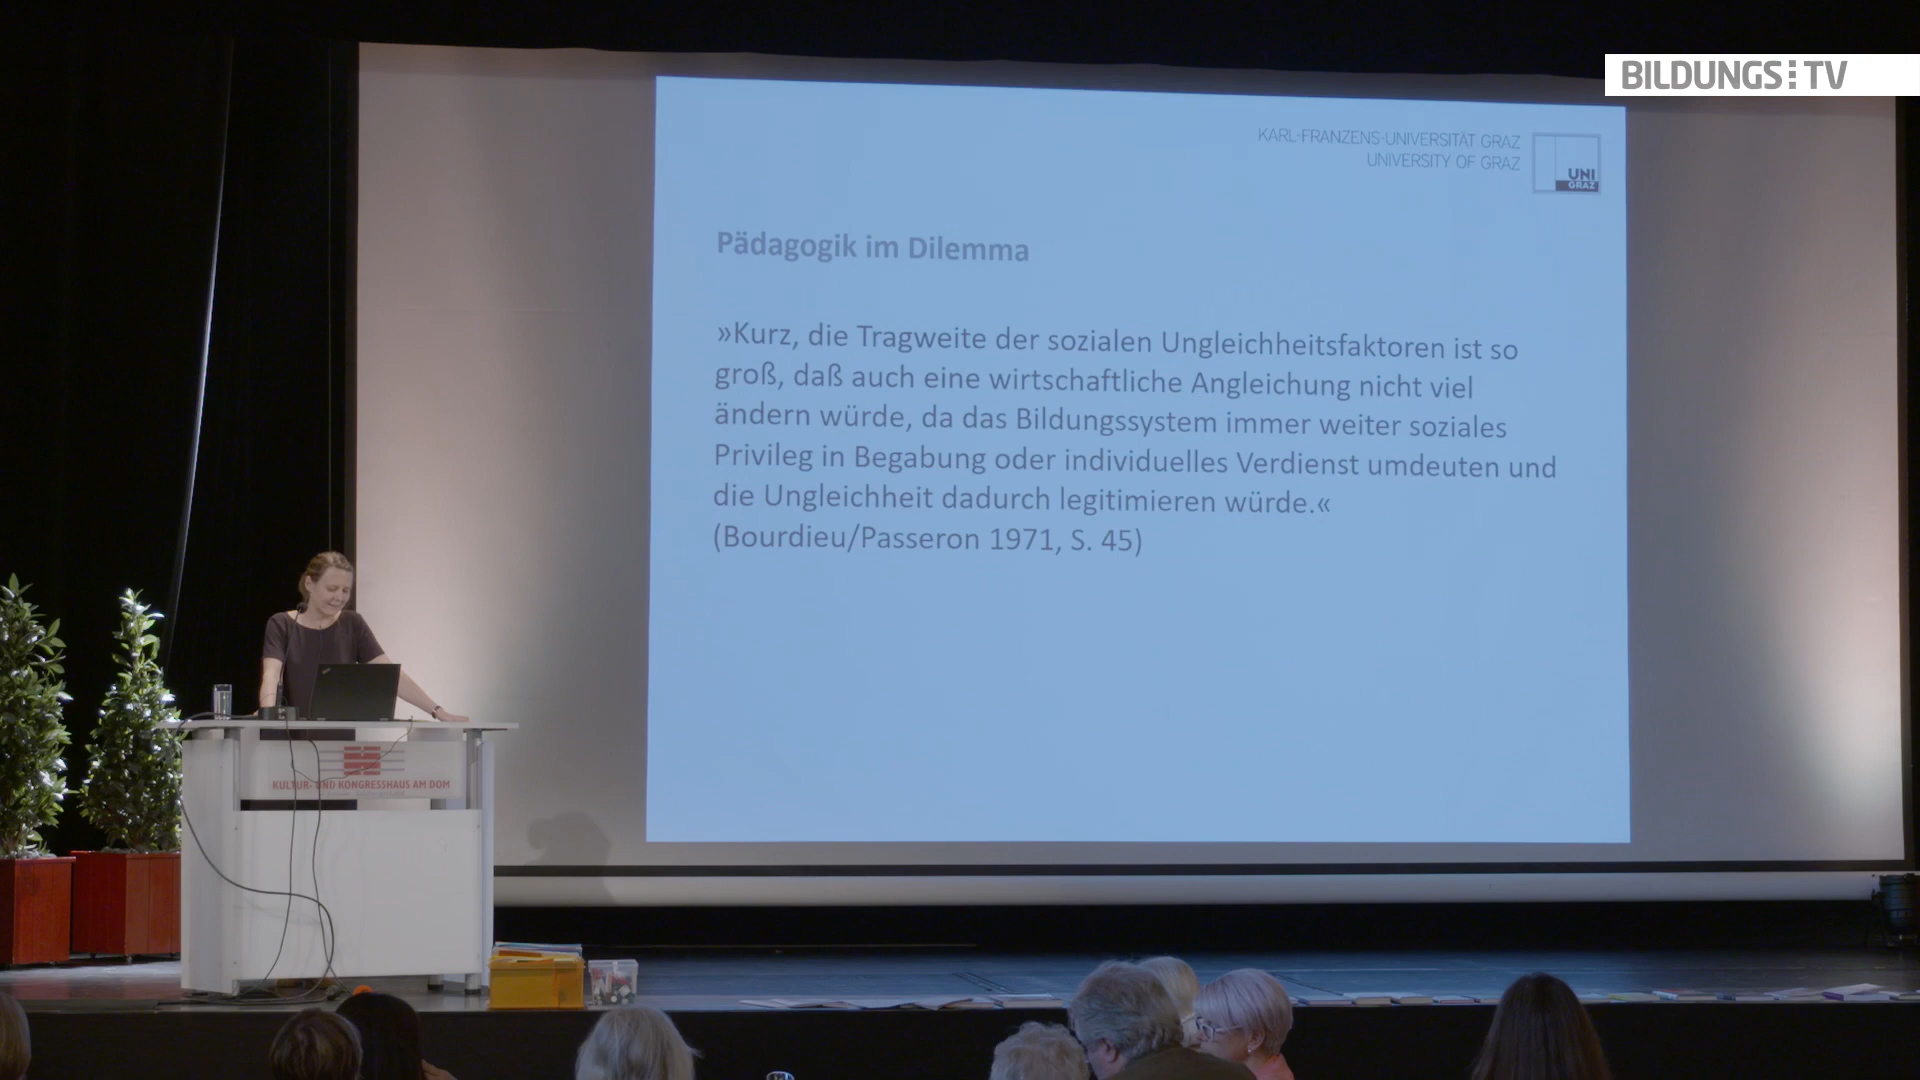 BILDUNGS:TV
KARL-FRANZENS-UNIVERSITÄT GRAZ
UNIVERSITY OF GRAZ
UNI
GRAZ
Pädagogik im Dilemma
»Kurz, die Tragweite der sozialen Ungleichheitsfaktoren ist so
groß, daß auch eine wirtschaftliche Angleichung nicht viel
ändern würde, da das Bildungssystem immer weiter soziales
Privileg in Begabung oder individuelles Verdienst umdeuten und
die Ungleichheit dadurch legitimieren würde.«
(Bourdieu/Passeron 1971, S. 45)
KULTUR- UND KONGRESSHAUS AM DOM